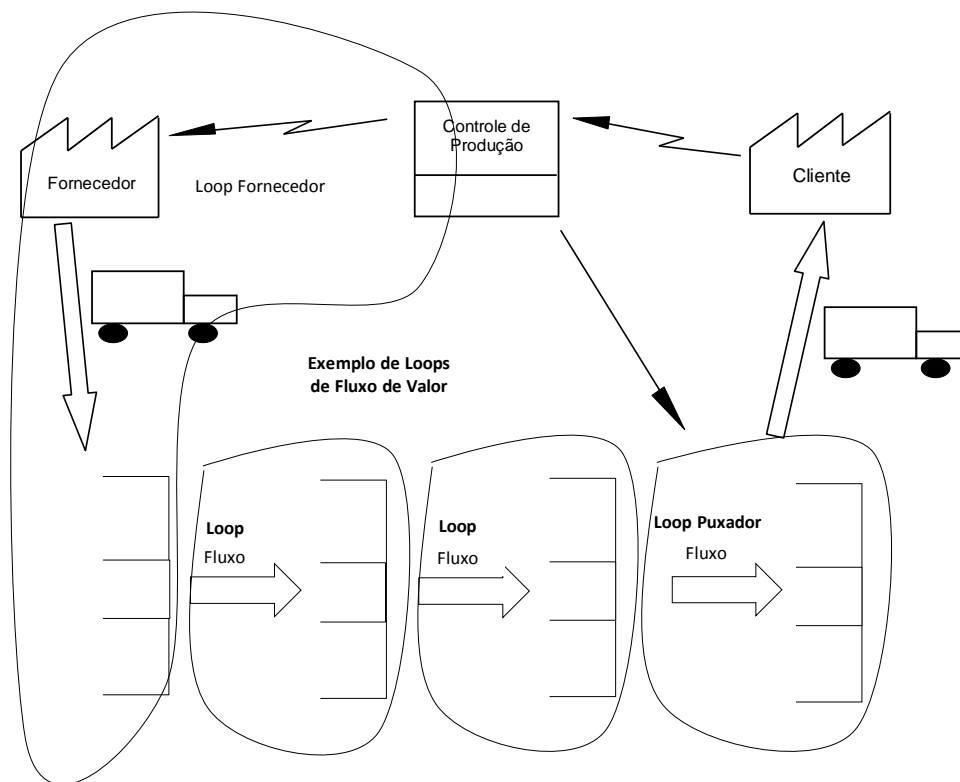 Controle de
Produção
Fornecedor
Loop Fornecedor
Cliente
Exemplo de Loops
de Fluxo de Valor
Loop
Fluxo
Loop
Fluxo
Loop Puxador
Fluxo